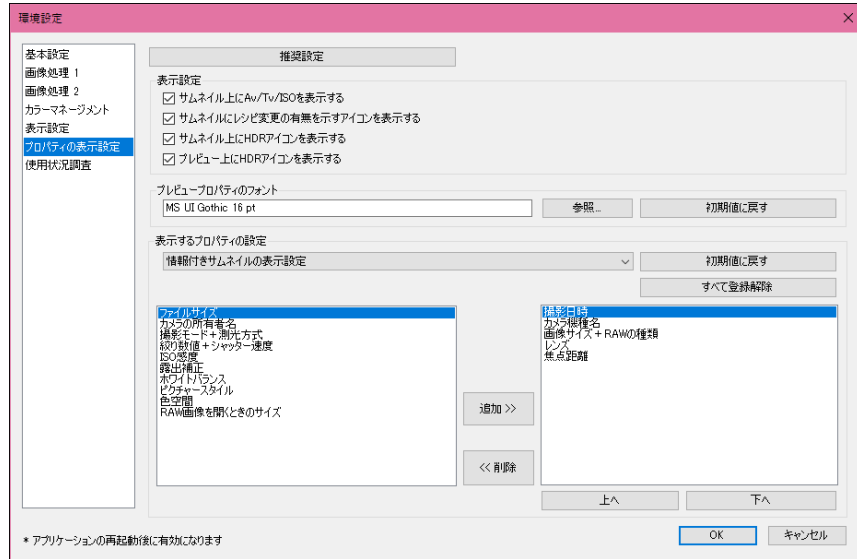 環境設定
基本設定
画像処理 1
画像処理 2
カラーマネージメント
表示設定
プロパティの表示設定
使用状況調査
推奨設定
表示設定
サムネイル上にAv/Tv/ISOを表示する
サムネイルにレシピ変更の有無を示すアイコンを表示する
サムネイル上にHDRアイコンを表示する
プレビュー上にHDRアイコンを表示する
プレビュープロパティのフォント
MS UI Gothic 16 pt
参照...
初期値に戻す
表示するプロパティの設定
情報付きサムネイルの表示設定
初期値に戻す
すべて登録解除
ファイルサイズ
カメラの所有者名
撮影モード+測光方式
絞り数値+シャッター速度
ISO感度
露出補正
ホワイトバランス
ピクチャースタイル
色空間
RAW画像を開くときのサイズ
追加 >>
<< 削除
撮影日時
カメラ機種名
画像サイズ+RAWの種類
レンズ
焦点距離
上へ
下へ
* アプリケーションの再起動後に有効になります
OK
キャンセル